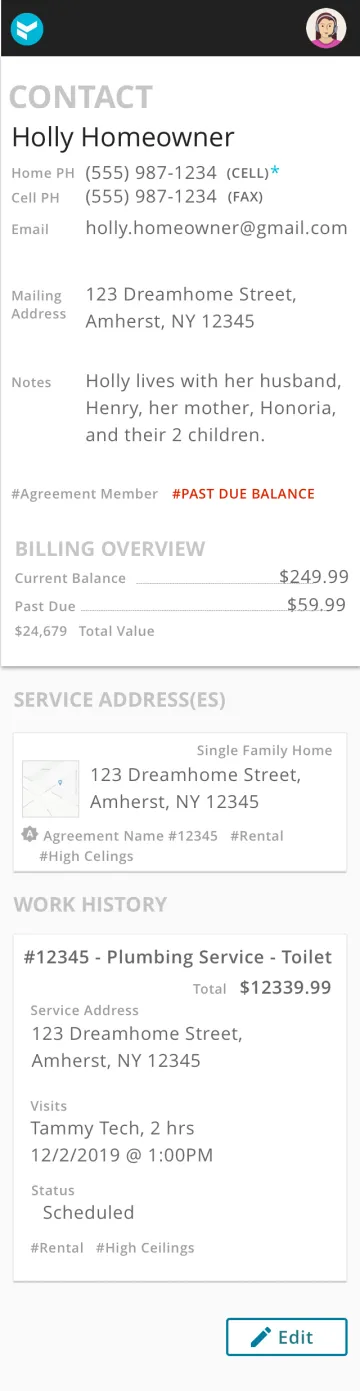 CONTACT
Holly Homeowner
Home PH (555) 987-1234 (CELL)*
Cell PH (555) 987-1234 (FAX)
Email holly.homeowner@gmail.com
Mailing Address 123 Dreamhome Street,
Amherst, NY 12345
Notes Holly lives with her husband,
Henry, her mother, Honoria,
and their 2 children.
#Agreement Member #PAST DUE BALANCE
BILLING OVERVIEW
Current Balance $249.99
Past Due $59.99
$24,679 Total Value
SERVICE ADDRESS(ES)
Single Family Home
123 Dreamhome Street,
Amherst, NY 12345
A Agreement Name #12345 #Rental
#High Celings
WORK HISTORY
#12345 - Plumbing Service - Toilet
Total $12339.99
Service Address
123 Dreamhome Street,
Amherst, NY 12345
Visits
Tammy Tech, 2 hrs
12/2/2019 @ 1:00PM
Status
Scheduled
#Rental #High Ceilings
Edit